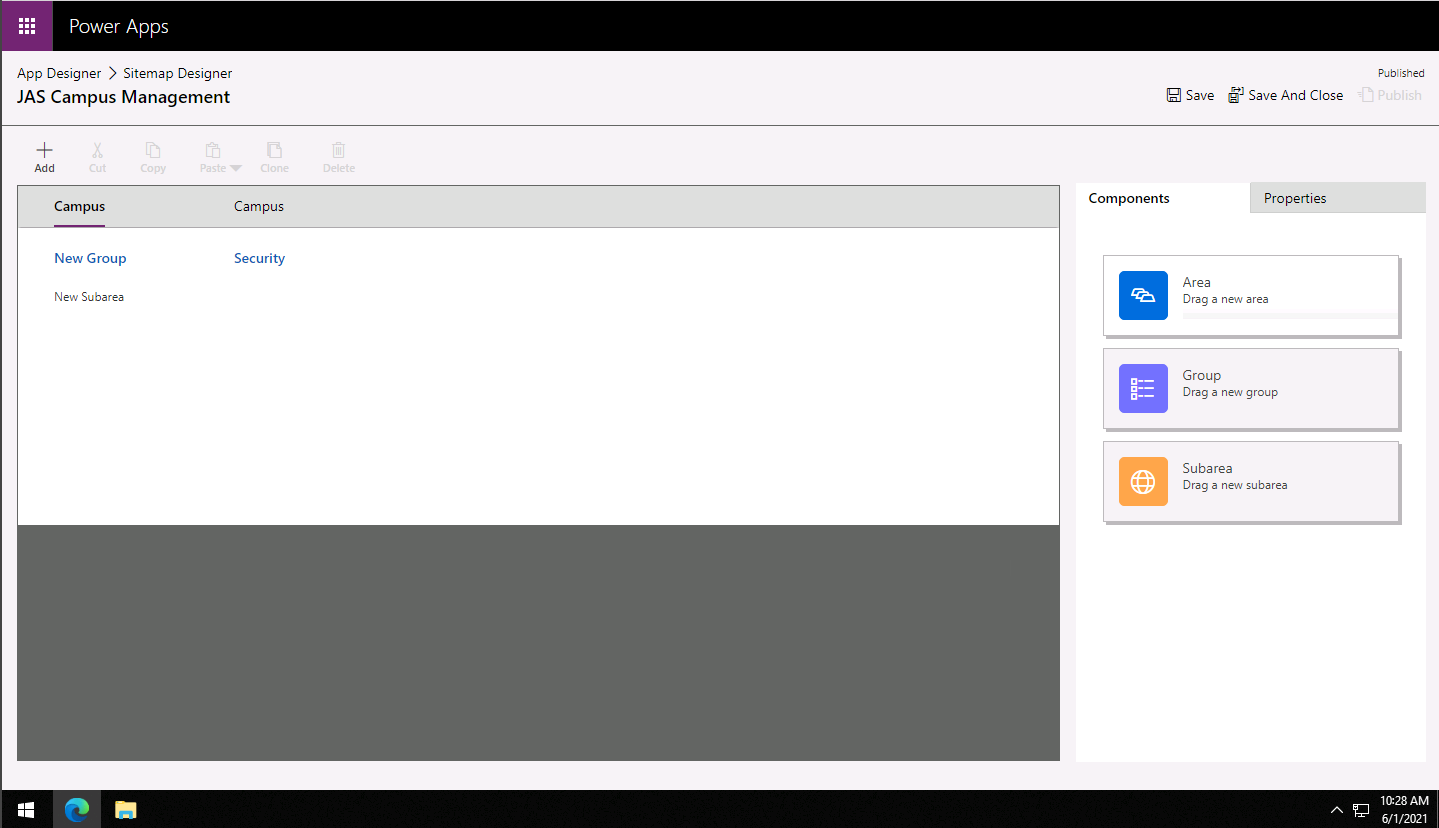 Power Apps
App Designer > Sitemap Designer
Published
JAS Campus Management
Save
Save And Close
Publish
Add
Cut
Copy
Paste
Clone
Delete
Campus
Campus
New Group
Security
New Subarea
Components
Properties
Area
Drag a new area
Group
Drag a new group
Subarea
Drag a new subarea
10:28 AM
6/1/2021